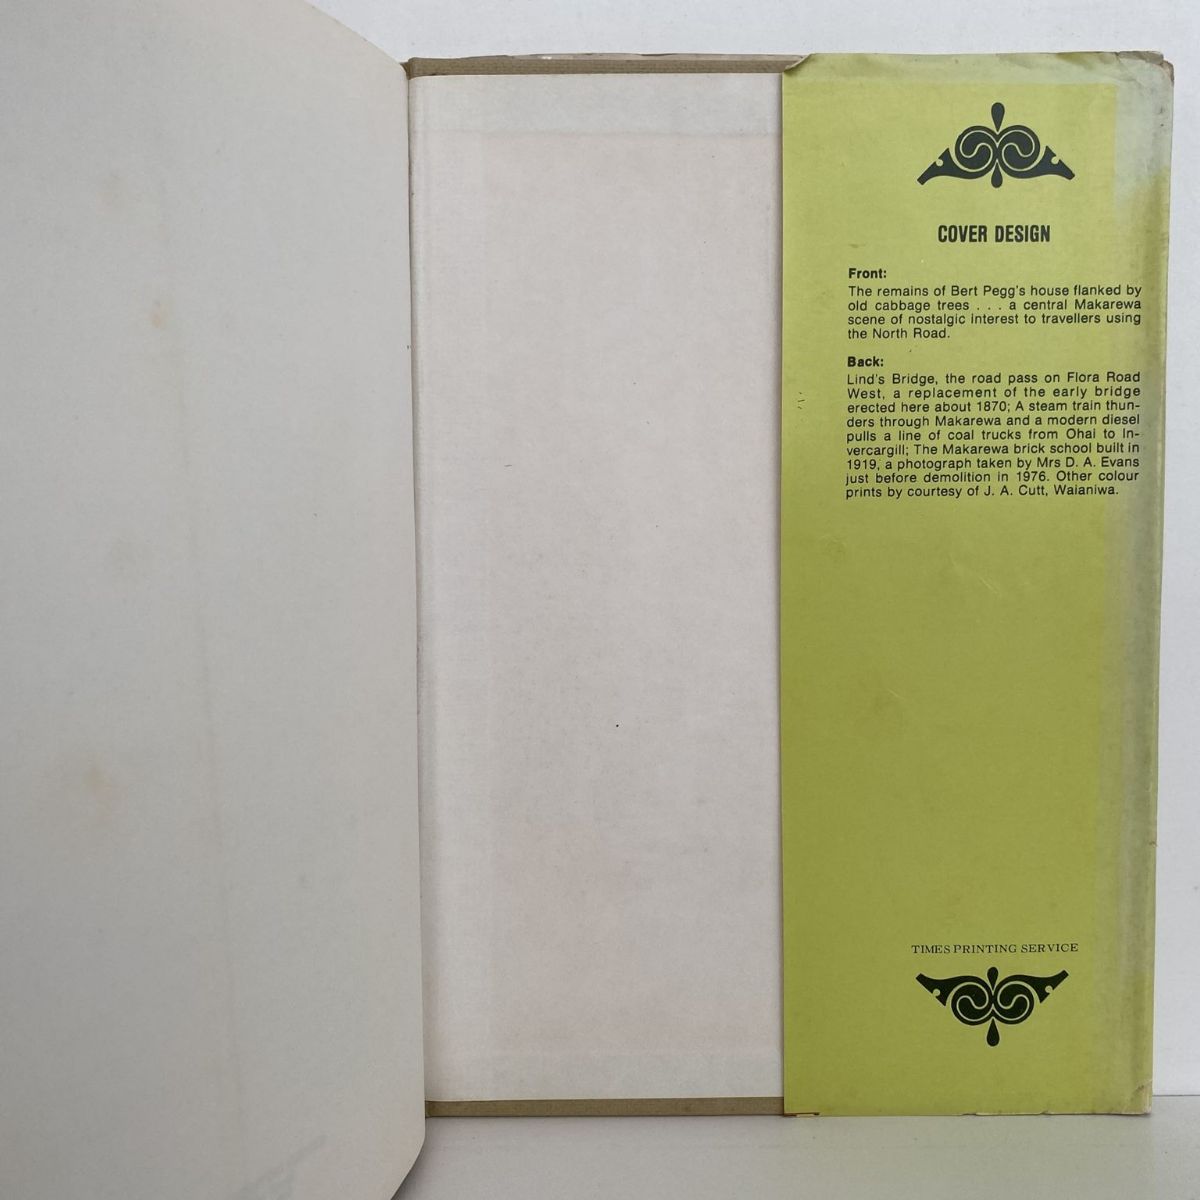 COVER DESIGN
Front:
The remains of Bert Pegg's house flanked by
old cabbage trees . . . a central Makarewa
scene of nostalgic interest to travellers using
the North Road.
Back:
Lind's Bridge, the road pass on Flora Road
West, a replacement of the early bridge
erected here about 1870; A steam train thun-
ders through Makarewa and a modern diesel
pulls a line of coal trucks from Ohai to In-
vercargill; The Makarewa brick school built in
1919, a photograph taken by Mrs D. A. Evans
just before demolition in 1976. Other colour
prints by courtesy of J. A. Cutt, Waianiwa.
TIMES PRINTING SERVICE